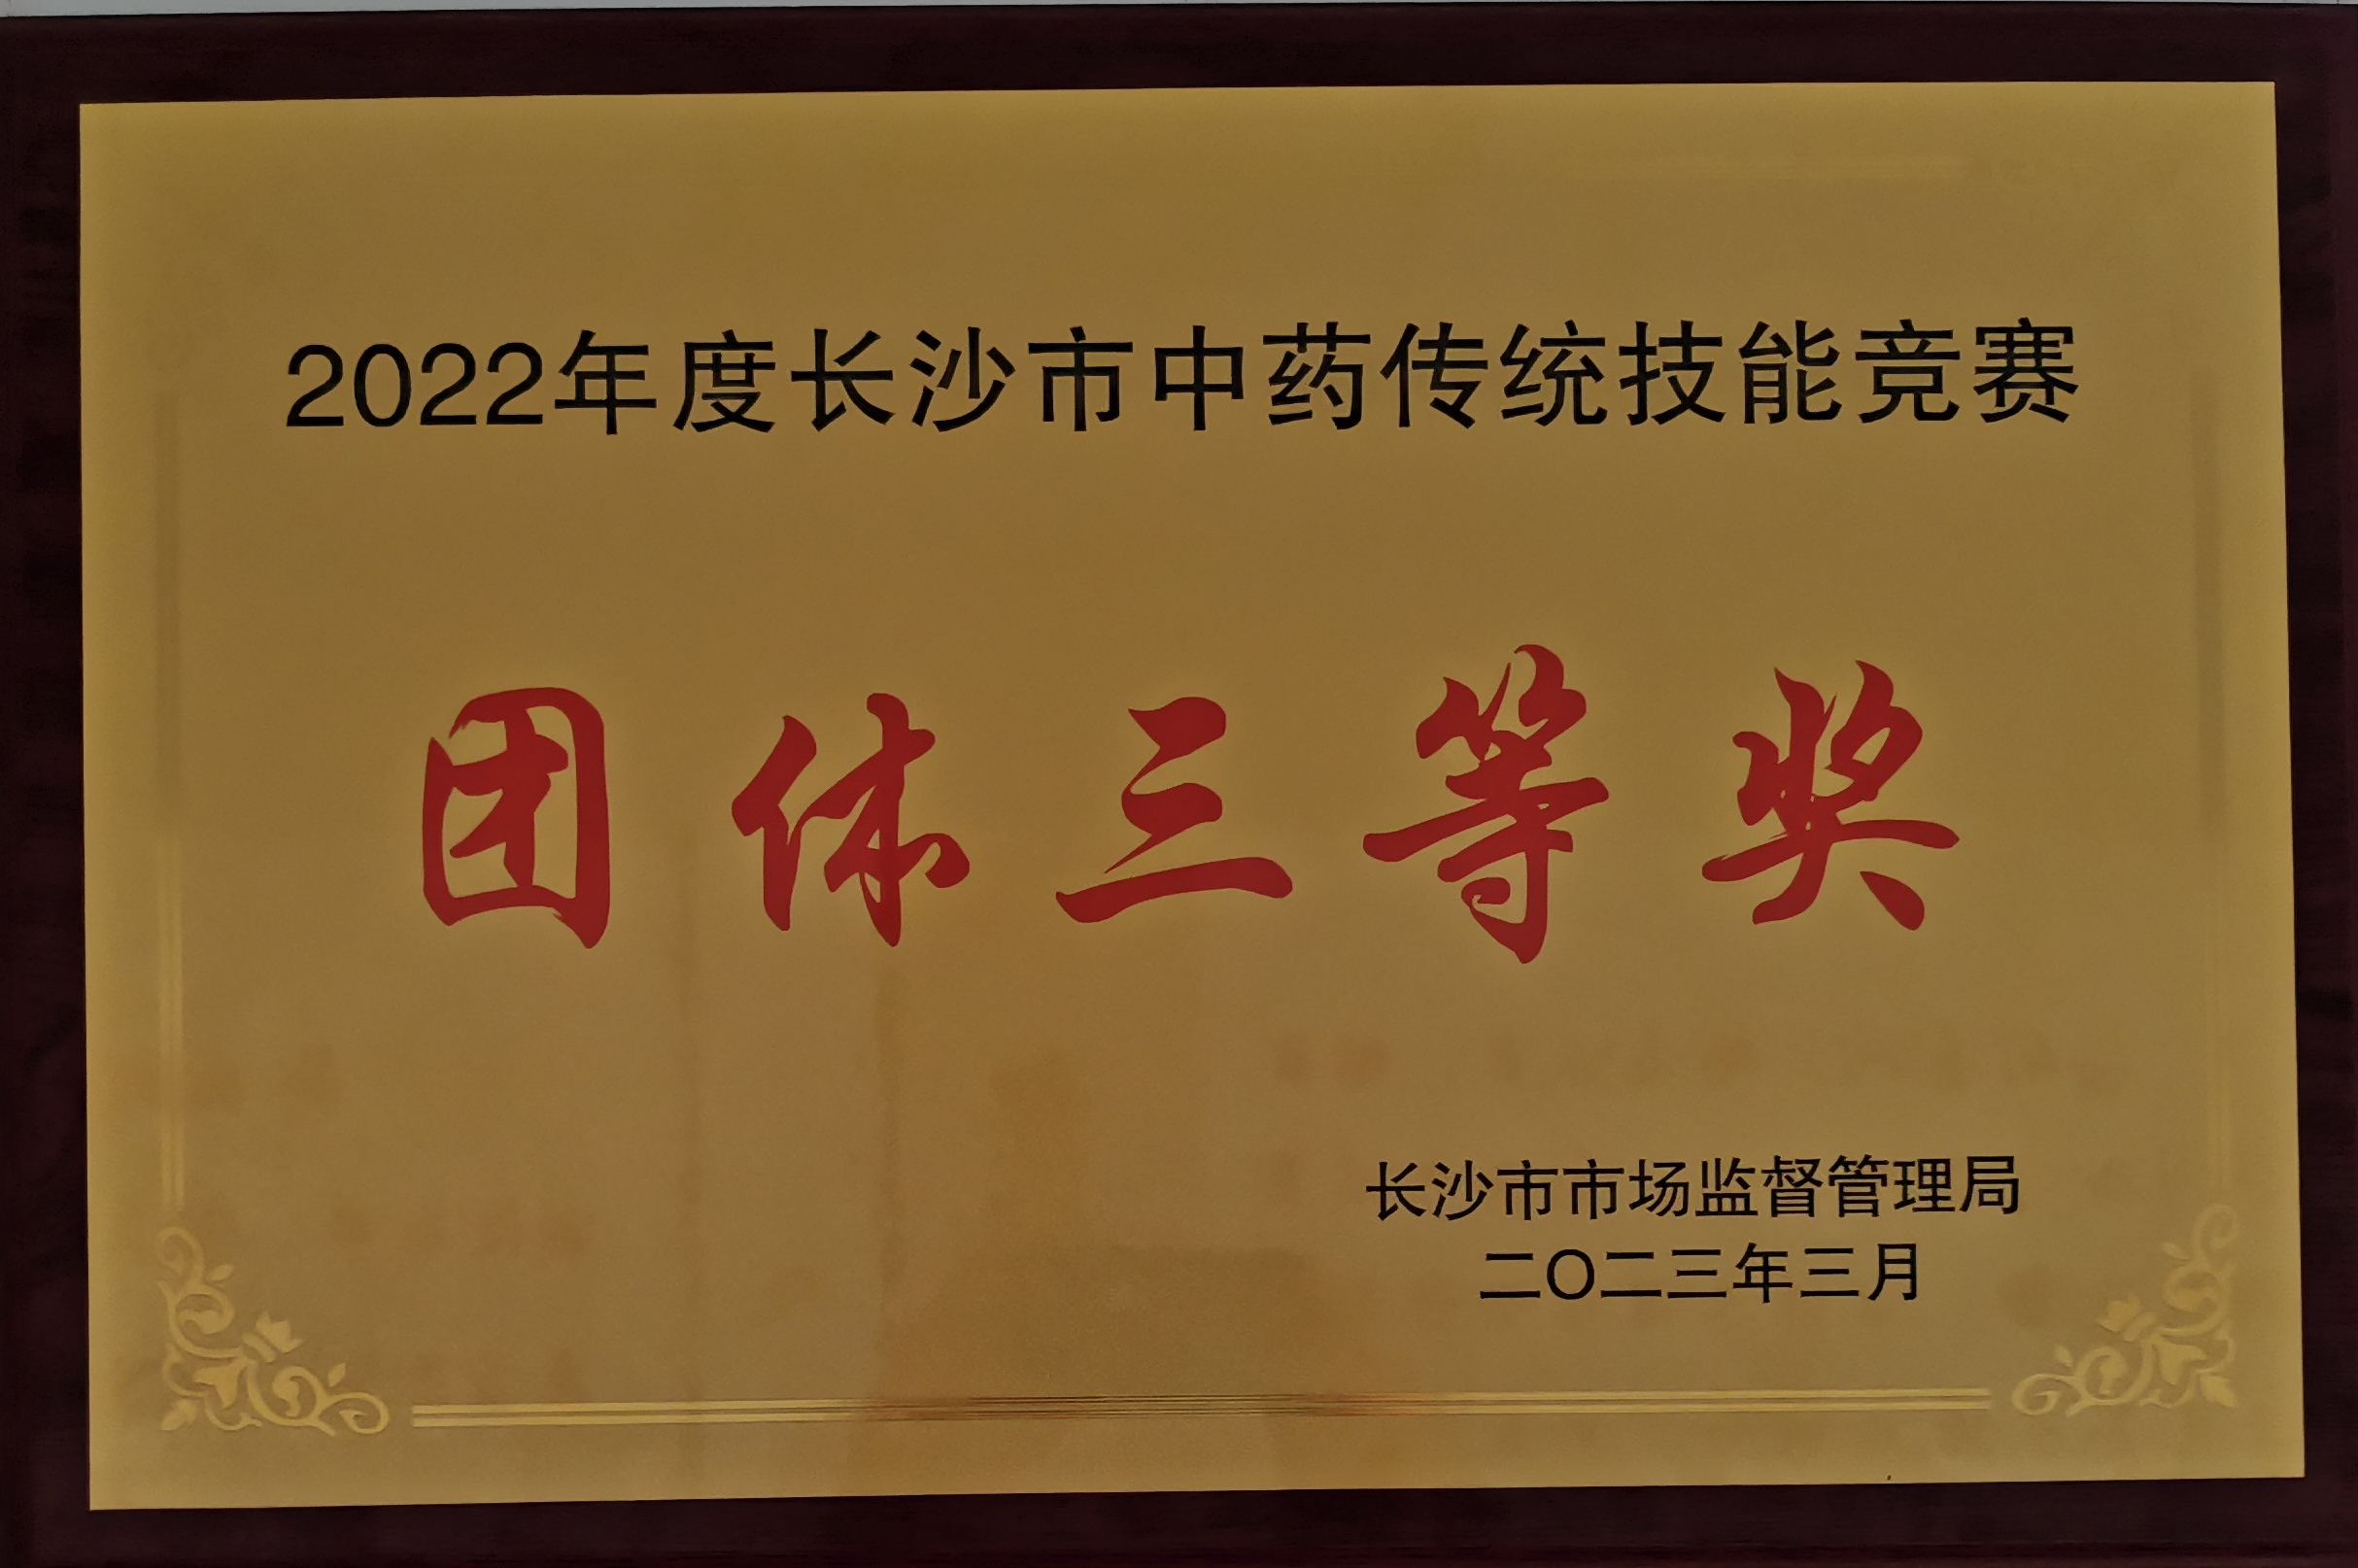 2022年度长沙市中药传统技能竞赛
团体三等奖
长沙市市场监督管理局
二〇二三年三月